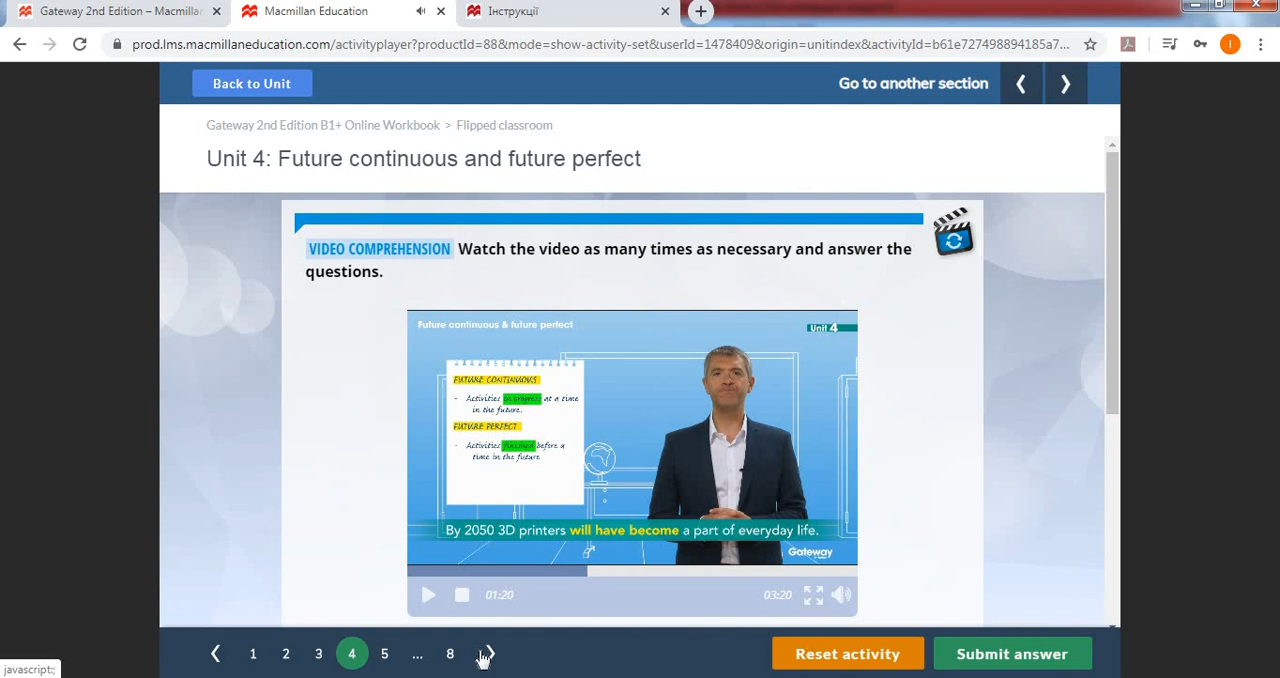 Gateway 2nd Edition – Macmillan
Macmillan Education
Інструкції
prod.lms.macmillaneducation.com/activityplayer?productId=88&mode=show-activity-set&userId=1478409&origin=unitindex&activityId=b61e727498894185a7...
I
Back to Unit
Go to another section
Gateway 2nd Edition B1+ Online Workbook > Flipped classroom
Unit 4: Future continuous and future perfect
VIDEO COMPREHENSION Watch the video as many times as necessary and answer the
questions.
Future continuous & future perfect
Unit 4
FUTURE CONTINUOUS
- Activities in progress at a time
in the future.
FUTURE PERFECT
- Activities finished before a
time in the future
By 2050 3D printers will have become a part of everyday life.
Gateway
01:20
03:20
1 2 3 4 5 ... 8
Reset activity
Submit answer
javascript:;